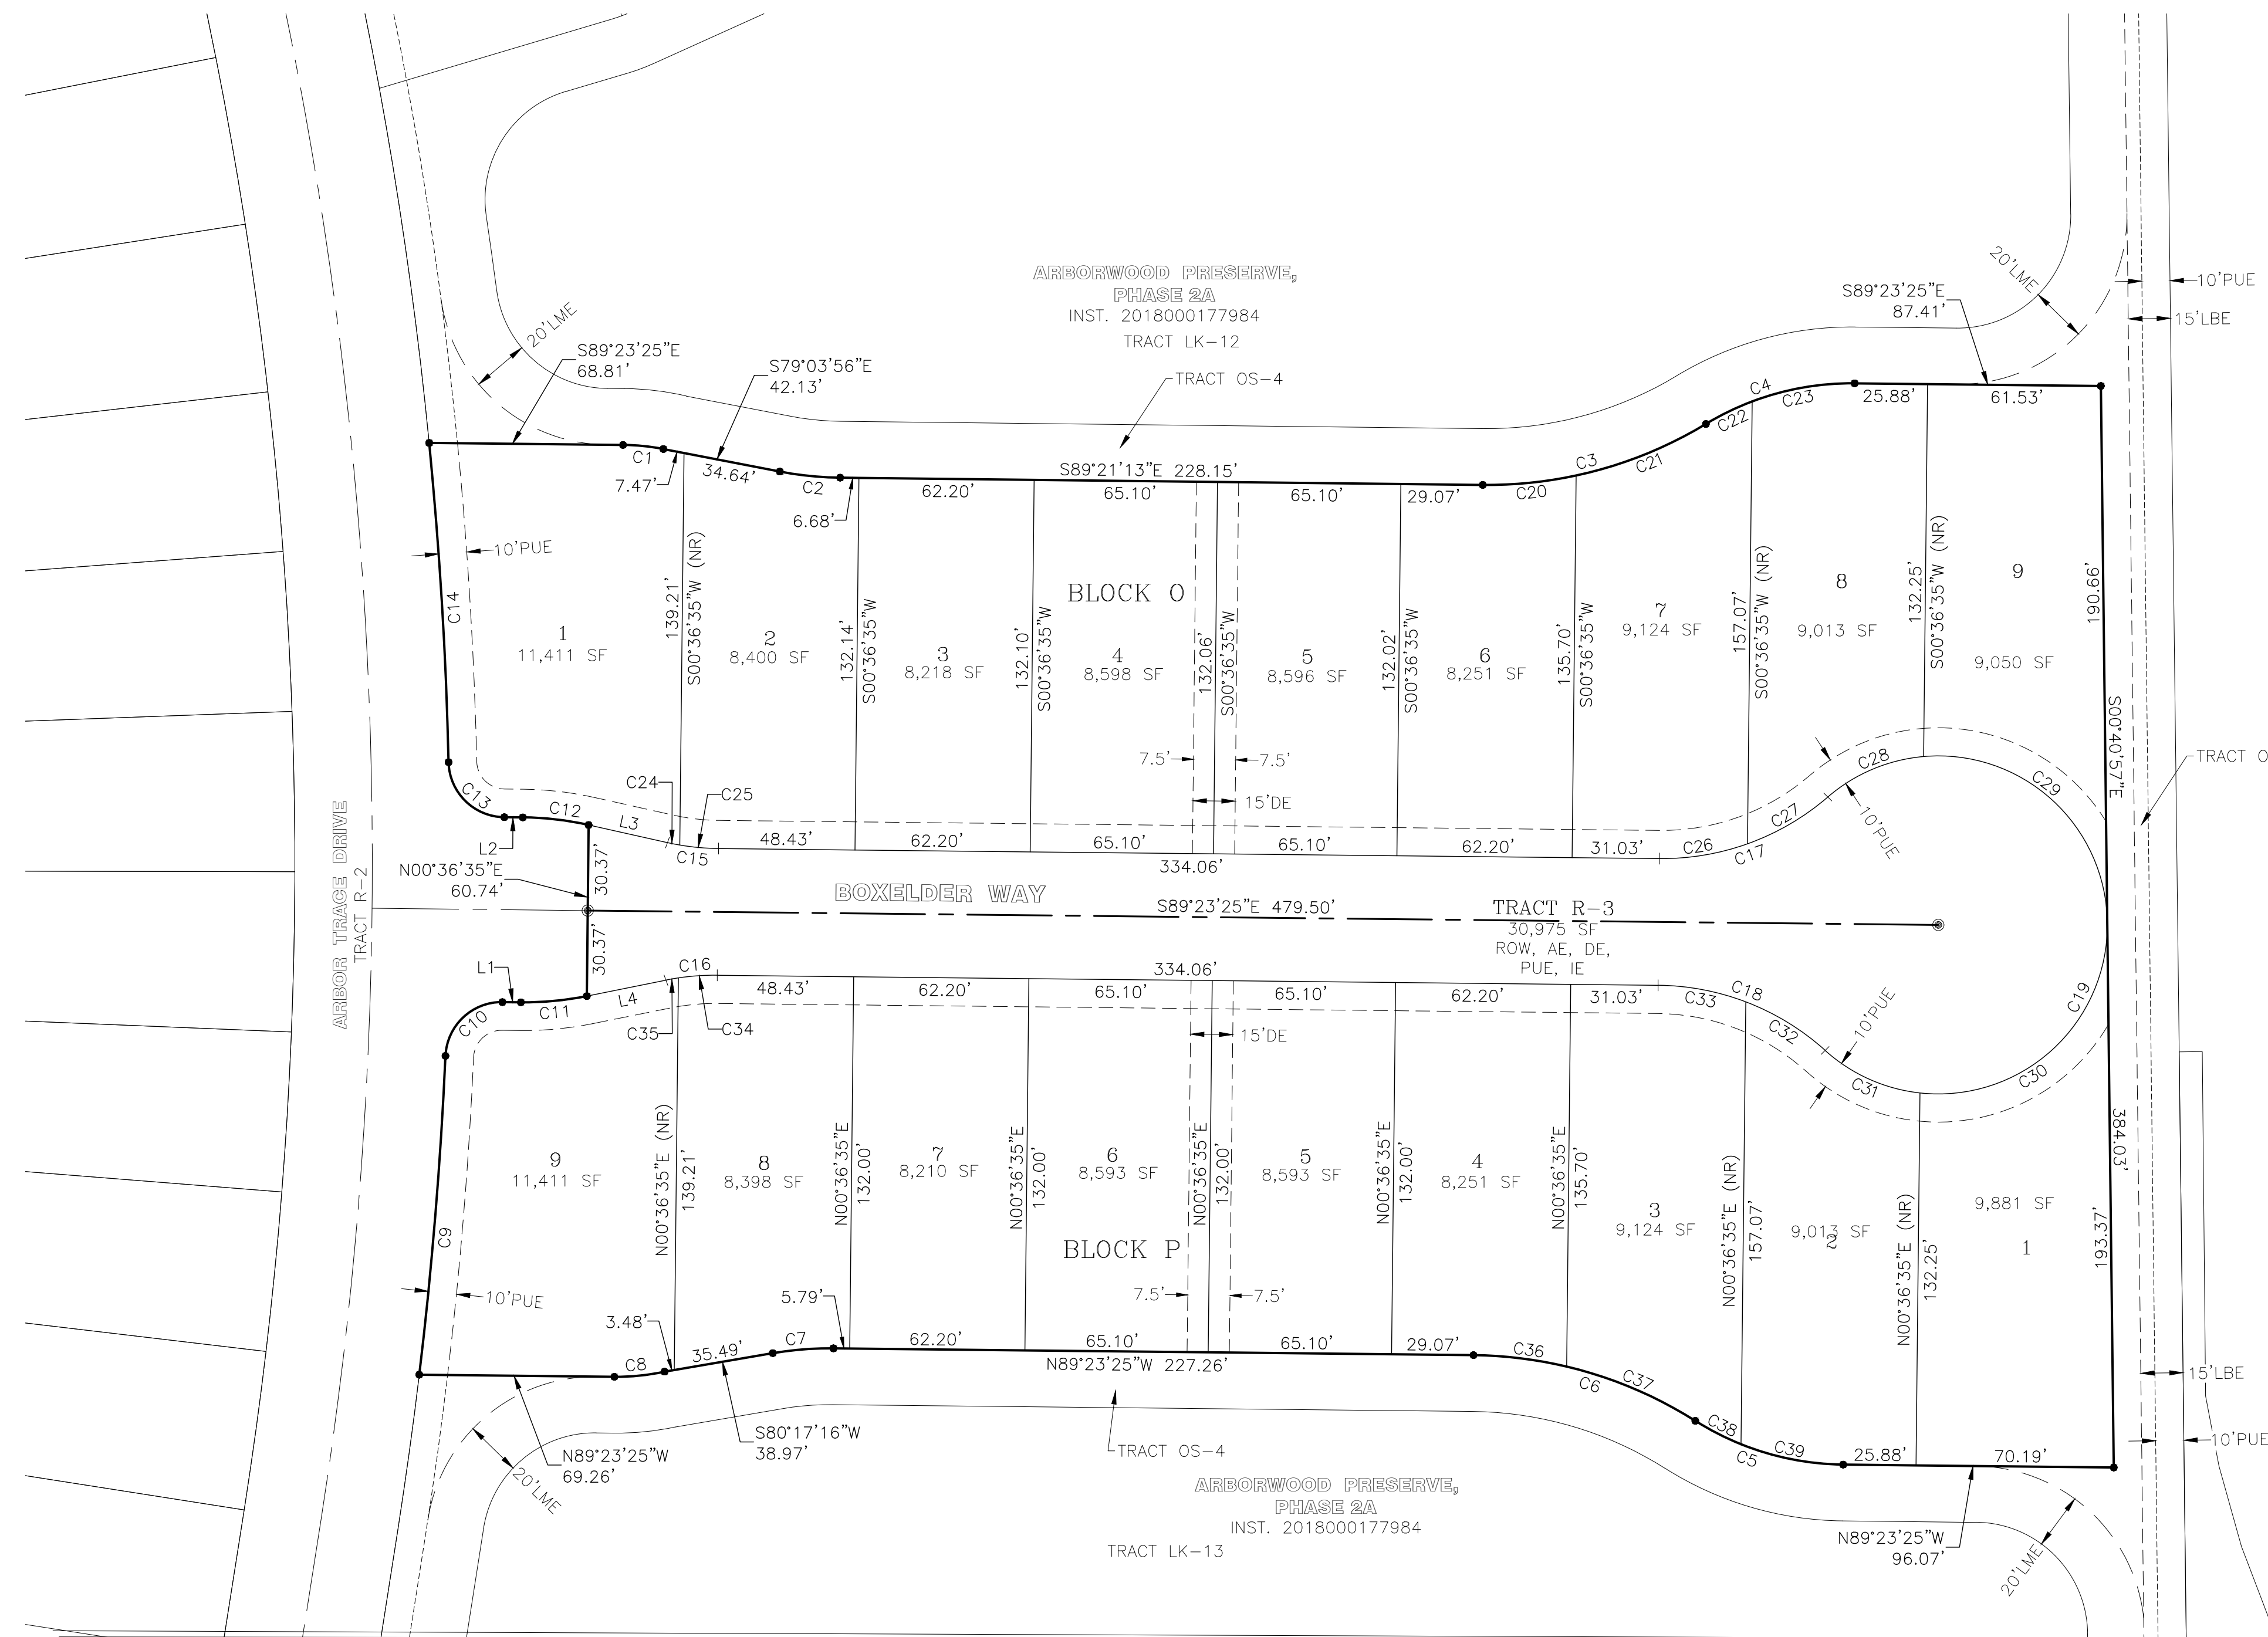 ARBORWOOD PRESERVE,
PHASE 2A
INST. 2018000177984
TRACT LK-12
TRACT OS-4
20'LME
20'LME
10'PUE
15'LBE
S89°23'25"E
87.41'
S89°23'25"E
68.81'
S79°03'56"E
42.13'
C1
7.47'
34.64'
C2
6.68'
S89°21'13"E 228.15'
62.20'
65.10'
65.10'
29.07'
C20
C3
C21
C22
C4
C23
25.88'
61.53'
10'PUE
C14
1
11,411 SF
139.21'
S00°36'35"W (NR)
2
8,400 SF
132.14'
S00°36'35"W
3
8,218 SF
132.10'
S00°36'35"W
BLOCK O
4
8,598 SF
132.06'
S00°36'35"W
5
8,596 SF
132.02'
S00°36'35"W
6
8,251 SF
135.70'
S00°36'35"W
7
9,124 SF
157.07'
S00°36'35"W (NR)
8
9,013 SF
132.25'
S00°36'35"W (NR)
9
9,050 SF
190.66'
S00°40'57"E
384.03'
TRACT O
7.5'
7.5'
15'DE
C13
L2
C12
L3
C24
C25
C15
48.43'
62.20'
65.10'
65.10'
62.20'
31.03'
334.06'
C26
C17
C27
C28
C29
10'PUE
N00°36'35"E
60.74'
30.37'
30.37'
ARBOR TRACE DRIVE
TRACT R-2
BOXELDER WAY
S89°23'25"E 479.50'
TRACT R-3
30,975 SF
ROW, AE, DE,
PUE, IE
L1
C10
C11
L4
C16
C35
C34
334.06'
48.43'
62.20'
65.10'
65.10'
62.20'
31.03'
C33
C18
C32
C31
C30
C19
10'PUE
15'DE
C9
10'PUE
9
11,411 SF
N00°36'35"E (NR)
139.21'
8
8,398 SF
N00°36'35"E
132.00'
7
8,210 SF
N00°36'35"E
132.00'
6
8,593 SF
BLOCK P
N00°36'35"E
132.00'
5
8,593 SF
N00°36'35"E
132.00'
4
8,251 SF
N00°36'35"E
135.70'
3
9,124 SF
N00°36'35"E (NR)
157.07'
9,013 SF
2
N00°36'35"E (NR)
132.25'
9,881 SF
1
193.37'
7.5'
7.5'
3.48'
5.79'
C8
35.49'
C7
62.20'
65.10'
65.10'
29.07'
N89°23'25"W 227.26'
C36
C6
C37
C38
C5
C39
25.88'
70.19'
15'LBE
10'PUE
N89°23'25"W
69.26'
S80°17'16"W
38.97'
TRACT OS-4
20'LME
ARBORWOOD PRESERVE,
PHASE 2A
INST. 2018000177984
TRACT LK-13
N89°23'25"W
96.07'
20'LME